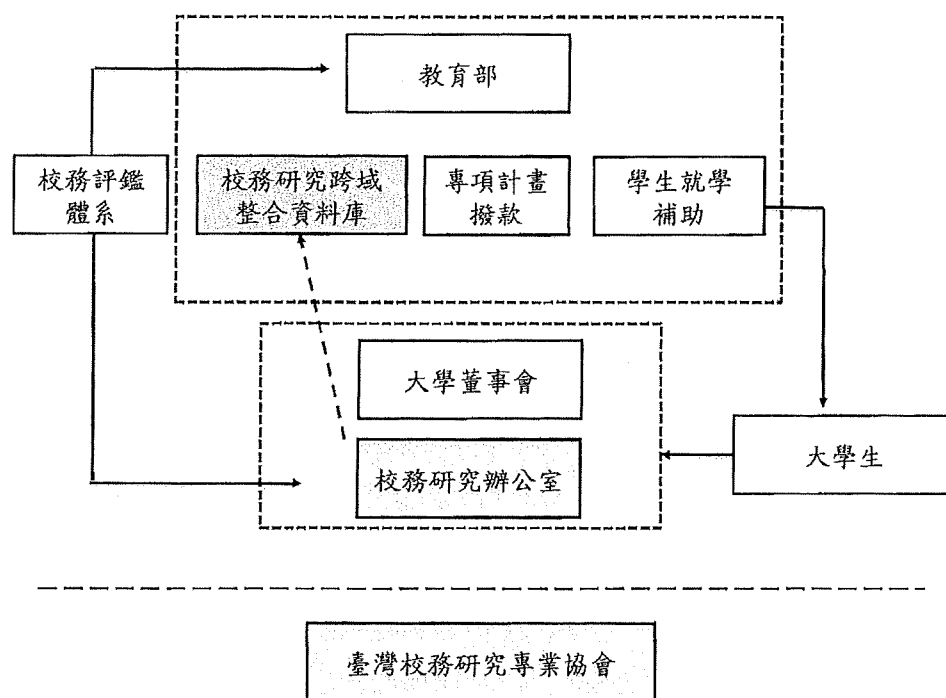 教育部
校務評鑑
體系
校務研究跨域
整合資料庫
專項計畫
撥款
學生就學
補助
大學董事會
校務研究辦公室
大學生
臺灣校務研究專業協會